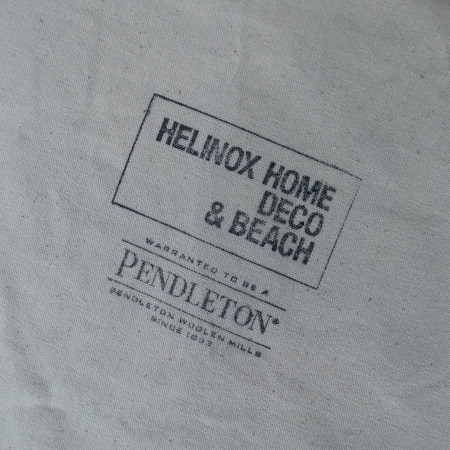 HELINOX HOME
DECO
& BEACH
WARRANTED TO BE A
PENDLETON®
PENDLETON WOOLEN MILLS
SINCE 1863